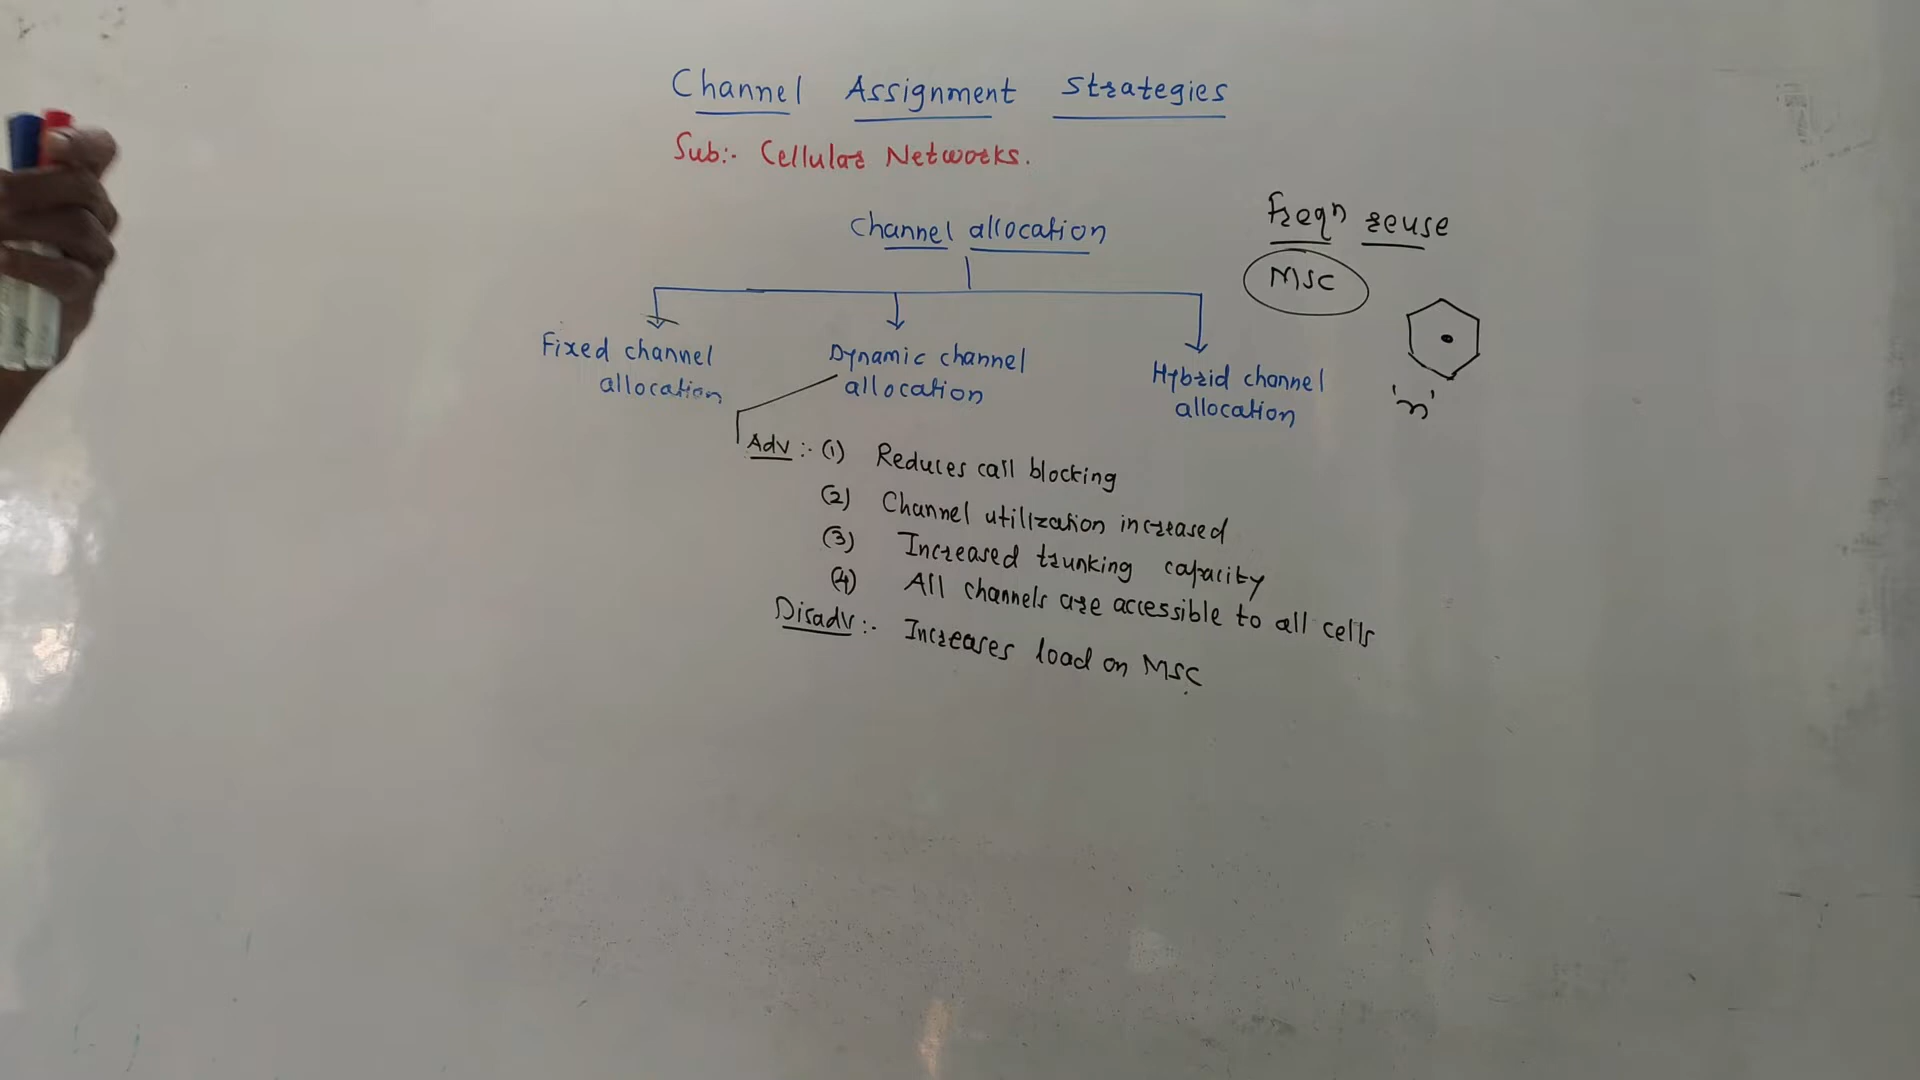 Channel Assignment Strategies
Sub:- Cellular Networks.
Channel allocation
Freqn reuse
MSC
Fixed channel
allocation
Dynamic channel
allocation
Hybrid channel
allocation
'n'
Adv :- (1) Reduces call blocking
(2) Channel utilization increased
(3) Increased trunking capacity
(4) All channels are accessible to all cells
Disadv :- Increases load on MSC